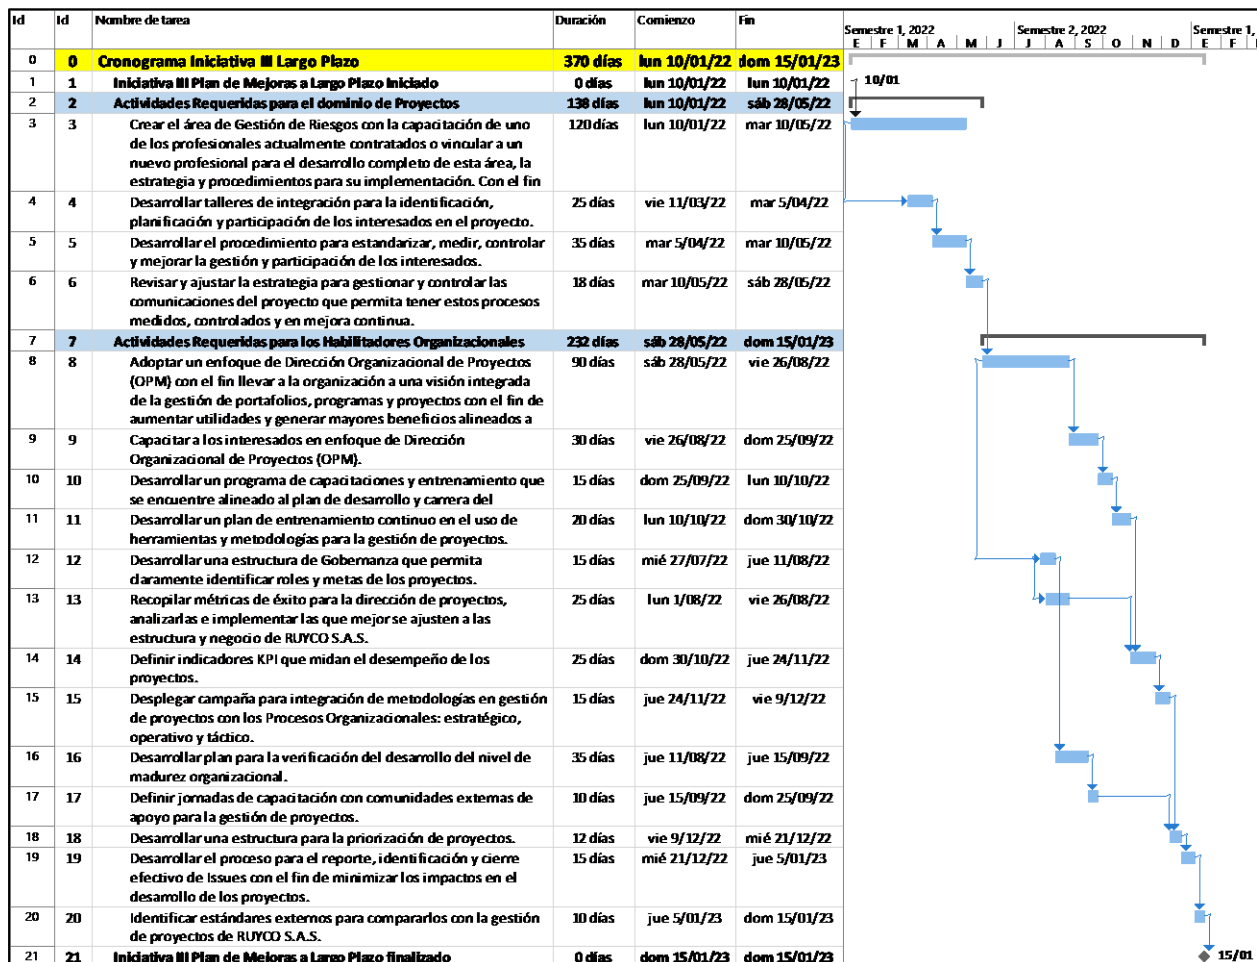 Id Id Nombre de tarea Duración Comienzo Fin
Semestre 1, 2022 Semestre 2, 2022 Semestre 1,
E F M A M J J A S O N D E F
0 0 Cronograma Iniciativa III Largo Plazo 370 días lun 10/01/22 dom 15/01/23
1 1 Iniciativa III Plan de Mejoras a Largo Plazo Iniciado 0 días lun 10/01/22 lun 10/01/22 10/01
2 2 Actividades Requeridas para el dominio de Proyectos 138 días lun 10/01/22 sáb 28/05/22
3 3 Crear el área de Gestión de Riesgos con la capacitación de uno 120 días lun 10/01/22 mar 10/05/22
de los profesionales actualmente contratados o vincular a un
nuevo profesional para el desarrollo completo de esta área, la
estrategia y procedimientos para su implementación. Con el fin
4 4 Desarrollar talleres de integración para la identificación, 25 días vie 11/03/22 mar 5/04/22
planificación y participación de los interesados en el proyecto.
5 5 Desarrollar el procedimiento para estandarizar, medir, controlar 35 días mar 5/04/22 mar 10/05/22
y mejorar la gestión y participación de los interesados.
6 6 Revisar y ajustar la estrategia para gestionar y controlar las 18 días mar 10/05/22 sáb 28/05/22
comunicaciones del proyecto que permita tener estos procesos
medidos, controlados y en mejora continua.
7 7 Actividades Requeridas para los Habilitadores Organizacionales 232 días sáb 28/05/22 dom 15/01/23
8 8 Adoptar un enfoque de Dirección Organizacional de Proyectos 90 días sáb 28/05/22 vie 26/08/22
(OPM) con el fin llevar a la organización a una visión integrada
de la gestión de portafolios, programas y proyectos con el fin de
aumentar utilidades y generar mayores beneficios alineados a
9 9 Capacitar a los interesados en enfoque de Dirección 30 días vie 26/08/22 dom 25/09/22
Organizacional de Proyectos (OPM).
10 10 Desarrollar un programa de capacitaciones y entrenamiento que 15 días dom 25/09/22 lun 10/10/22
se encuentre alineado al plan de desarrollo y carrera del
11 11 Desarrollar un plan de entrenamiento continuo en el uso de 20 días lun 10/10/22 dom 30/10/22
herramientas y metodologías para la gestión de proyectos.
12 12 Desarrollar una estructura de Gobernanza que permita 15 días mié 27/07/22 jue 11/08/22
claramente identificar roles y metas de los proyectos.
13 13 Recopilar métricas de éxito para la dirección de proyectos, 25 días lun 1/08/22 vie 26/08/22
analizarlas e implementar las que mejor se ajusten a las
estructura y negocio de RUYCO S.A.S.
14 14 Definir indicadores KPI que midan el desempeño de los 25 días dom 30/10/22 jue 24/11/22
proyectos.
15 15 Desplegar campaña para integración de metodologías en gestión 15 días jue 24/11/22 vie 9/12/22
de proyectos con los Procesos Organizacionales: estratégico,
operativo y táctico.
16 16 Desarrollar plan para la verificación del desarrollo del nivel de 35 días jue 11/08/22 jue 15/09/22
madurez organizacional.
17 17 Definir jornadas de capacitación con comunidades externas de 10 días jue 15/09/22 dom 25/09/22
apoyo para la gestión de proyectos.
18 18 Desarrollar una estructura para la priorización de proyectos. 12 días vie 9/12/22 mié 21/12/22
19 19 Desarrollar el proceso para el reporte, identificación y cierre 15 días mié 21/12/22 jue 5/01/23
efectivo de Issues con el fin de minimizar los impactos en el
desarrollo de los proyectos.
20 20 Identificar estándares externos para compararlos con la gestión 10 días jue 5/01/23 dom 15/01/23
de proyectos de RUYCO S.A.S.
21 21 Iniciativa III Plan de Mejoras a Largo Plazo finalizado 0 días dom 15/01/23 dom 15/01/23 15/01